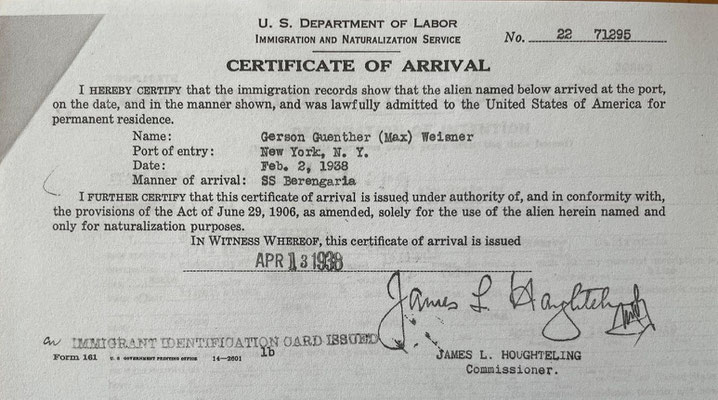 U. S. DEPARTMENT OF LABOR
IMMIGRATION AND NATURALIZATION SERVICE
No. 22 71295
CERTIFICATE OF ARRIVAL
I HEREBY CERTIFY that the immigration records show that the alien named below arrived at the port,
on the date, and in the manner shown, and was lawfully admitted to the United States of America for
permanent residence.
Name: Gerson Guenther (Max) Weisner
Port of entry: New York, N. Y.
Date: Feb. 2, 1938
Manner of arrival: SS Berengaria
I FURTHER CERTIFY that this certificate of arrival is issued under authority of, and in conformity with,
the provisions of the Act of June 29, 1906, as amended, solely for the use of the alien herein named and
only for naturalization purposes.
IN WITNESS WHEREOF, this certificate of arrival is issued
APR 13 1938
James L. Houghteling
IMMIGRANT IDENTIFICATION CARD ISSUED
Form 161 U. S. GOVERNMENT PRINTING OFFICE 14—2601
1b
JAMES L. HOUGHTELING
Commissioner.